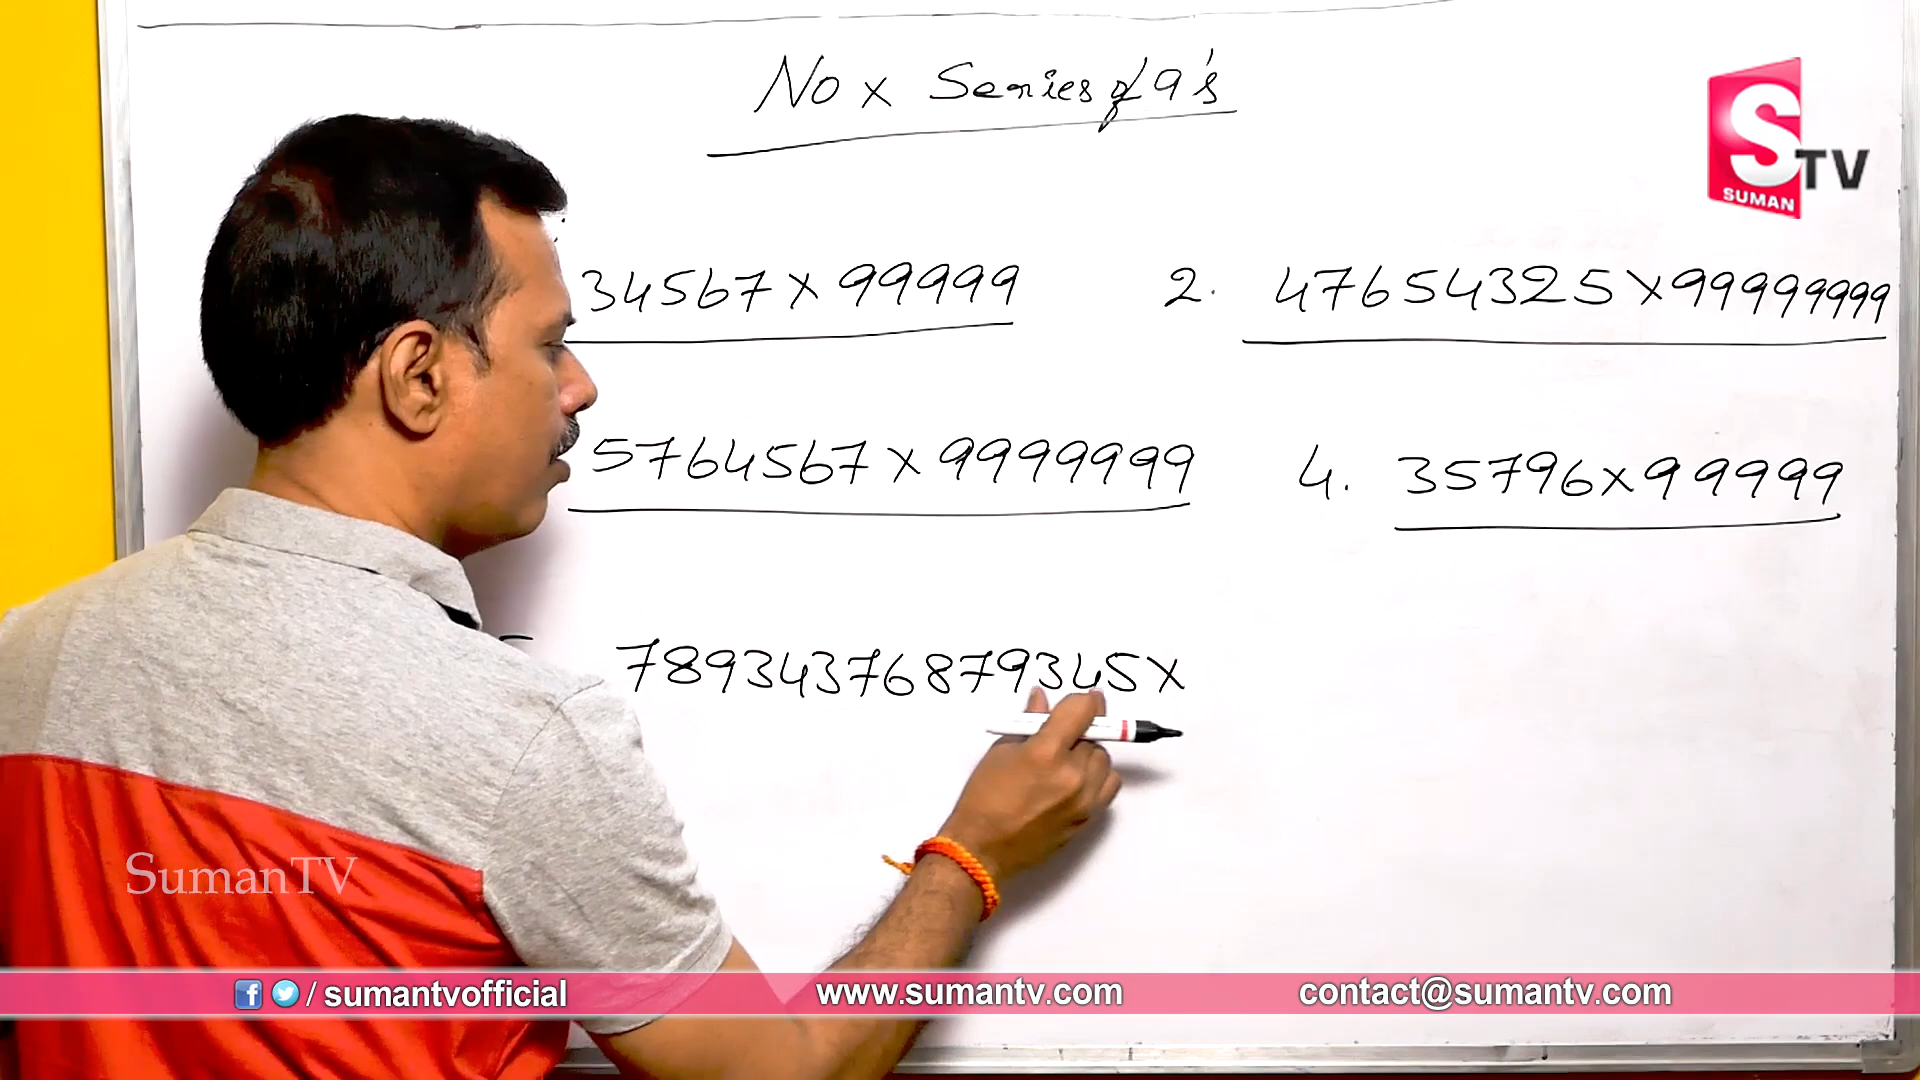 No x Series of 9's
S TV
SUMAN
34567 x 99999
2. 47654325 x 99999999
5764567 x 9999999
4. 35796 x 99999
789343768793​45 x
SumanTV
/ sumantvofficial
www.sumantv.com
contact@sumantv.com